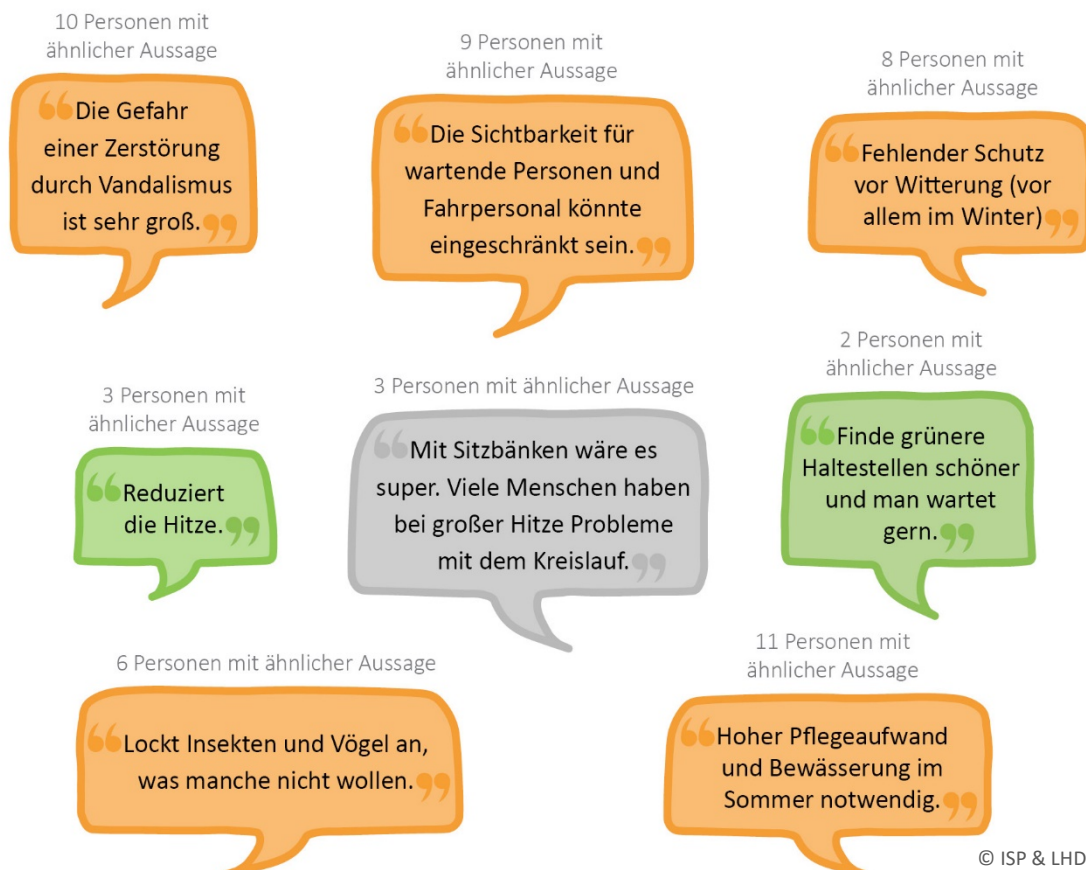 10 Personen mit
ähnlicher Aussage
“Die Gefahr
einer Zerstörung
durch Vandalismus
ist sehr groß.”
9 Personen mit
ähnlicher Aussage
“Die Sichtbarkeit für
wartende Personen und
Fahrpersonal könnte
eingeschränkt sein.”
8 Personen mit
ähnlicher Aussage
“Fehlender Schutz
vor Witterung (vor
allem im Winter)”
3 Personen mit
ähnlicher Aussage
“Reduziert
die Hitze.”
3 Personen mit ähnlicher Aussage
“Mit Sitzbänken wäre es
super. Viele Menschen haben
bei großer Hitze Probleme
mit dem Kreislauf.”
2 Personen mit
ähnlicher Aussage
“Finde grünere
Haltestellen schöner
und man wartet
gern.”
6 Personen mit ähnlicher Aussage
“Lockt Insekten und Vögel an,
was manche nicht wollen.”
11 Personen mit
ähnlicher Aussage
“Hoher Pflegeaufwand
und Bewässerung im
Sommer notwendig.”
© ISP & LHD